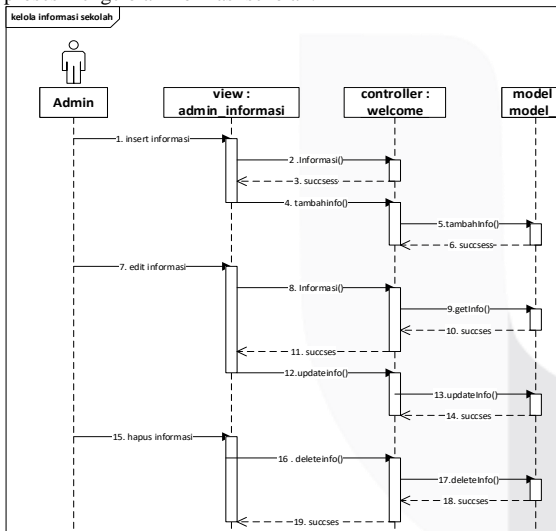 kelola informasi sekolah
Admin
view :
admin_informasi
controller :
welcome
model
model_
1. insert informasi
2 .Informasi()
3. succsess
4. tambahinfo()
5.tambahInfo()
6. succsess
7. edit informasi
8. Informasi()
9.getInfo()
10. succses
11. succses
12.updateinfo()
13.updateInfo()
14. succses
15. hapus informasi
16 . deleteinfo()
17.deleteInfo()
18. succses
19. succses